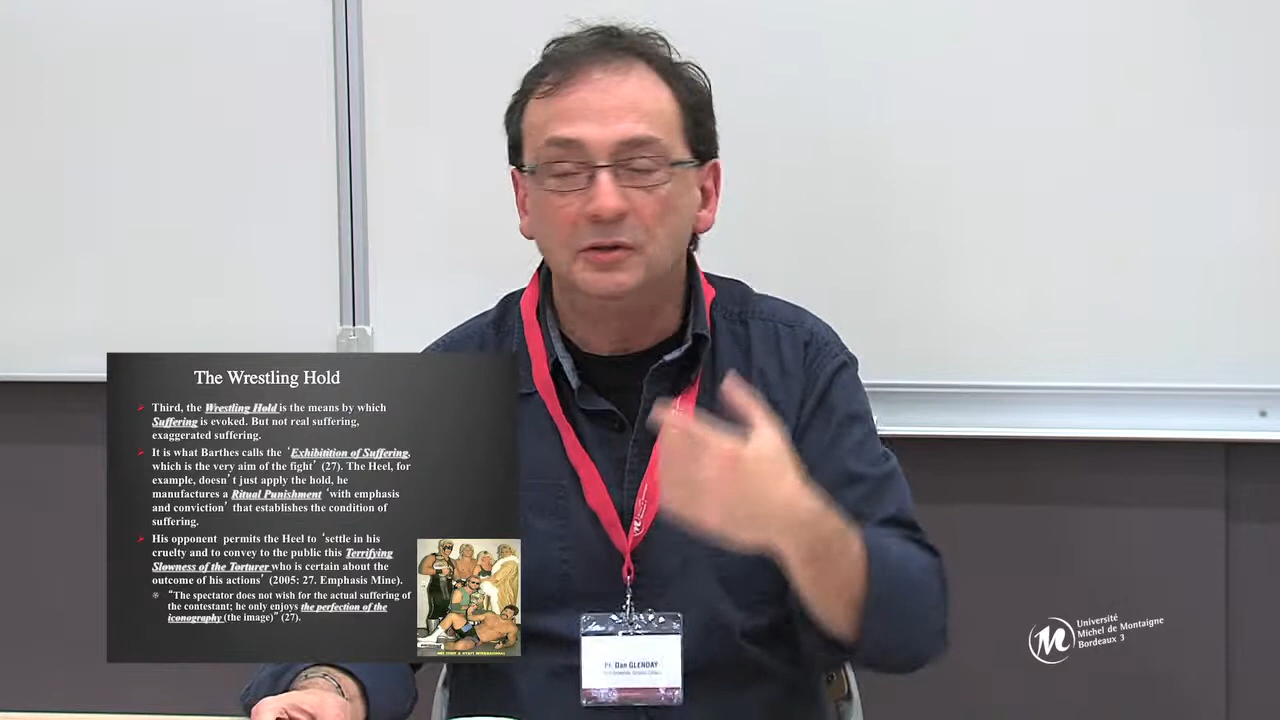 The Wrestling Hold
Third, the Wrestling Hold is the means by which
Suffering is evoked. But not real suffering,
exaggerated suffering.
It is what Barthes calls the ‘Exhibitition of Suffering,
which is the very aim of the fight’ (27). The Heel, for
example, doesn’t just apply the hold, he
manufactures a Ritual Punishment ‘with emphasis
and conviction’ that establishes the condition of
suffering.
His opponent permits the Heel to ‘settle in his
cruelty and to convey to the public this Terrifying
Slowness of the Torturer who is certain about the
outcome of his actions’ (2005: 27. Emphasis Mine).
“The spectator does not wish for the actual suffering of
the contestant; he only enjoys the perfection of the
iconography (the image)” (27).
Pr. Dan GLENDAY
Université
Michel de Montaigne
Bordeaux 3